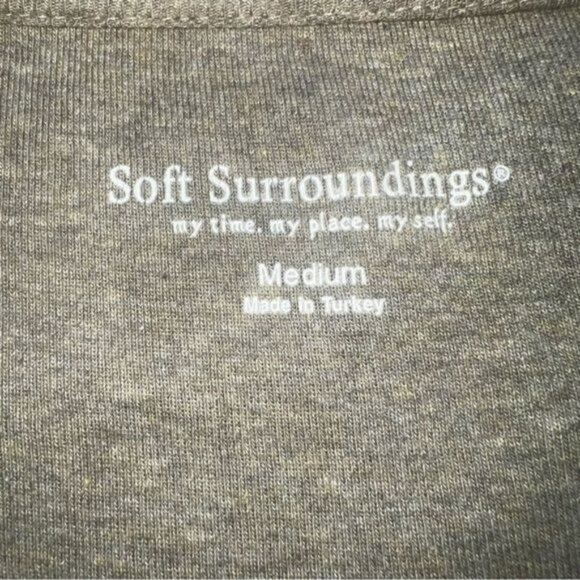 Soft Surroundings®
my time. my place. my self.
Medium
Made In Turkey